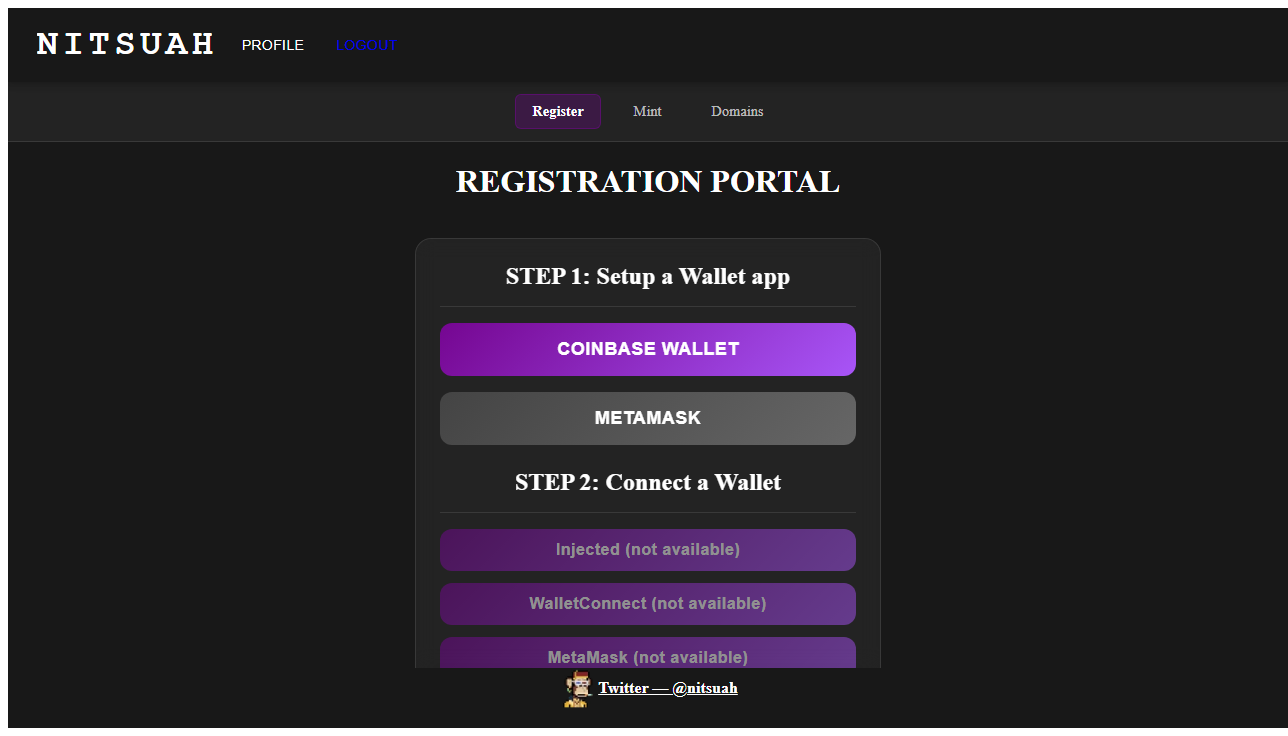 NITSUAH PROFILE LOGOUT
Register Mint Domains
REGISTRATION PORTAL
STEP 1: Setup a Wallet app
COINBASE WALLET
METAMASK
STEP 2: Connect a Wallet
Injected (not available)
WalletConnect (not available)
MetaMask (not available)
Twitter — @nitsuah